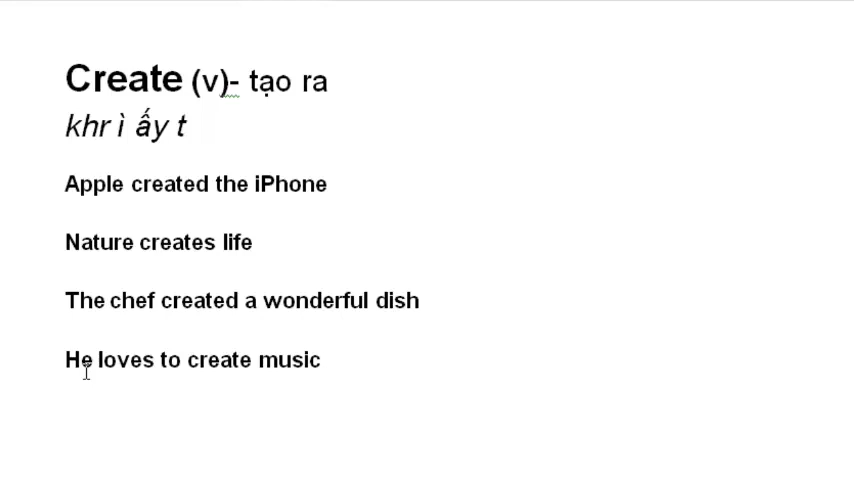 Create (v)- tạo ra
khr ì ấy t
Apple created the iPhone
Nature creates life
The chef created a wonderful dish
He loves to create music